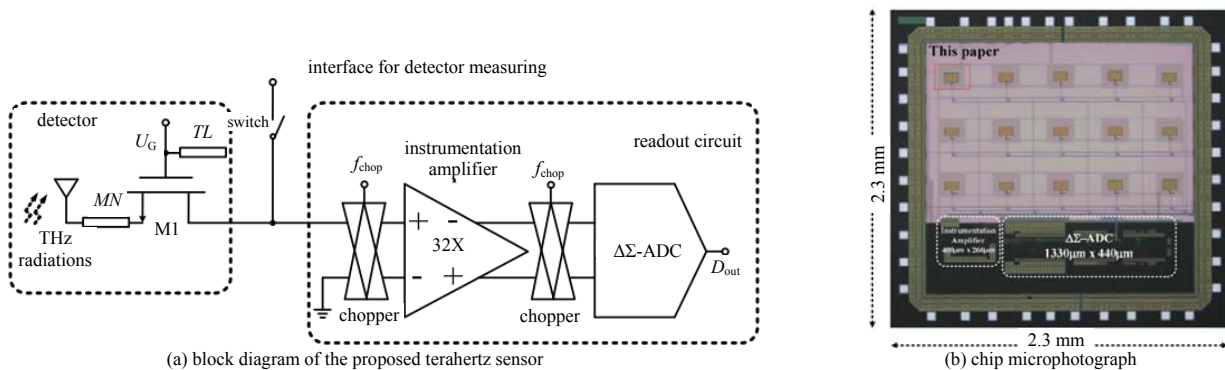 interface for detector measuring
detector
switch
readout circuit
U_G
TL
f_chop
instrumentation
amplifier
f_chop
MN
M1
THz
radiations
+
-
32X
-
+
ΔΣ-ADC
D_out
chopper
chopper
(a) block diagram of the proposed terahertz sensor
This paper
Instrumentation
Amplifier
400μm x 260μm
ΔΣ-ADC
1330μm x 440μm
2.3 mm
2.3 mm
(b) chip microphotograph